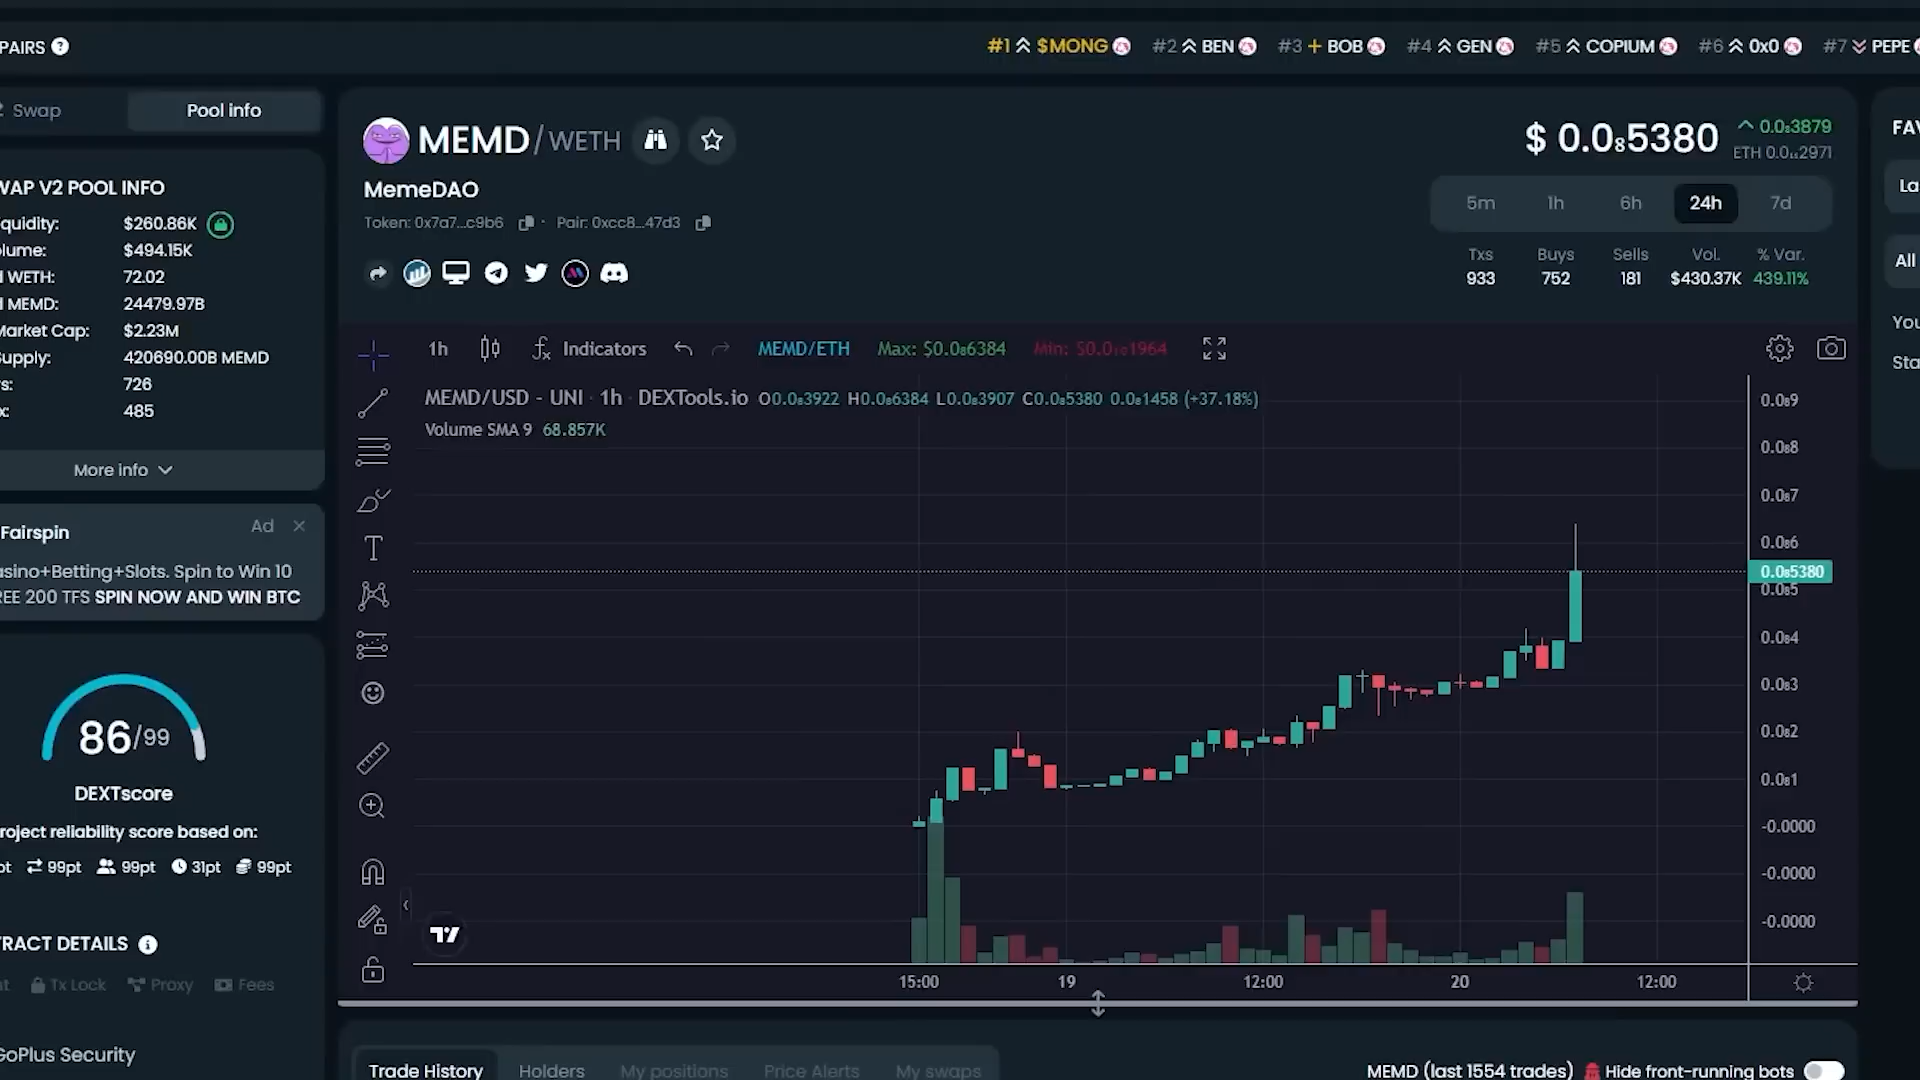 PAIRS
#1 $MONG #2 BEN #3 + BOB #4 GEN #5 COPIUM #6 0x0 #7 PEPE
Swap Pool info
MEMD/WETH
MemeDAO
Token: 0x7a7...c9b6 Pair: 0xcc8...47d3
$ 0.0₈5380 0.0₈3879
ETH 0.0₁₂2971
5m 1h 6h 24h 7d
Txs Buys Sells Vol. % Var.
933 752 181 $430.37K 439.11%
FAV
La
All
You
Sta
WAP V2 POOL INFO
quidity: $260.86K
lume: $494.15K
WETH: 72.02
MEMD: 24479.97B
Market Cap: $2.23M
upply: 420690.00B MEMD
s: 726
x: 485
More info
Fairspin Ad
asino+Betting+Slots. Spin to Win 10
REE 200 TFS SPIN NOW AND WIN BTC
86/99
DEXTscore
roject reliability score based on:
pt 99pt 99pt 31pt 99pt
RACT DETAILS
Tx Lock Proxy Fees
GoPlus Security
1h Indicators MEMD/ETH Max: $0.0₈6384 Min: $0.0₁₀1964
MEMD/USD - UNI · 1h · DEXTools.io O0.0₈3922 H0.0₈6384 L0.0₈3907 C0.0₈5380 0.0₈1458 (+37.18%)
Volume SMA 9 68.857K
0.0₈9
0.0₈8
0.0₈7
0.0₈6
0.0₈5380
0.0₈5
0.0₈4
0.0₈3
0.0₈2
0.0₈1
-0.0000
-0.0000
-0.0000
15:00 19 12:00 20 12:00
Trade History Holders My positions Price Alerts My swaps
MEMD (last 1554 trades) Hide front-running bots